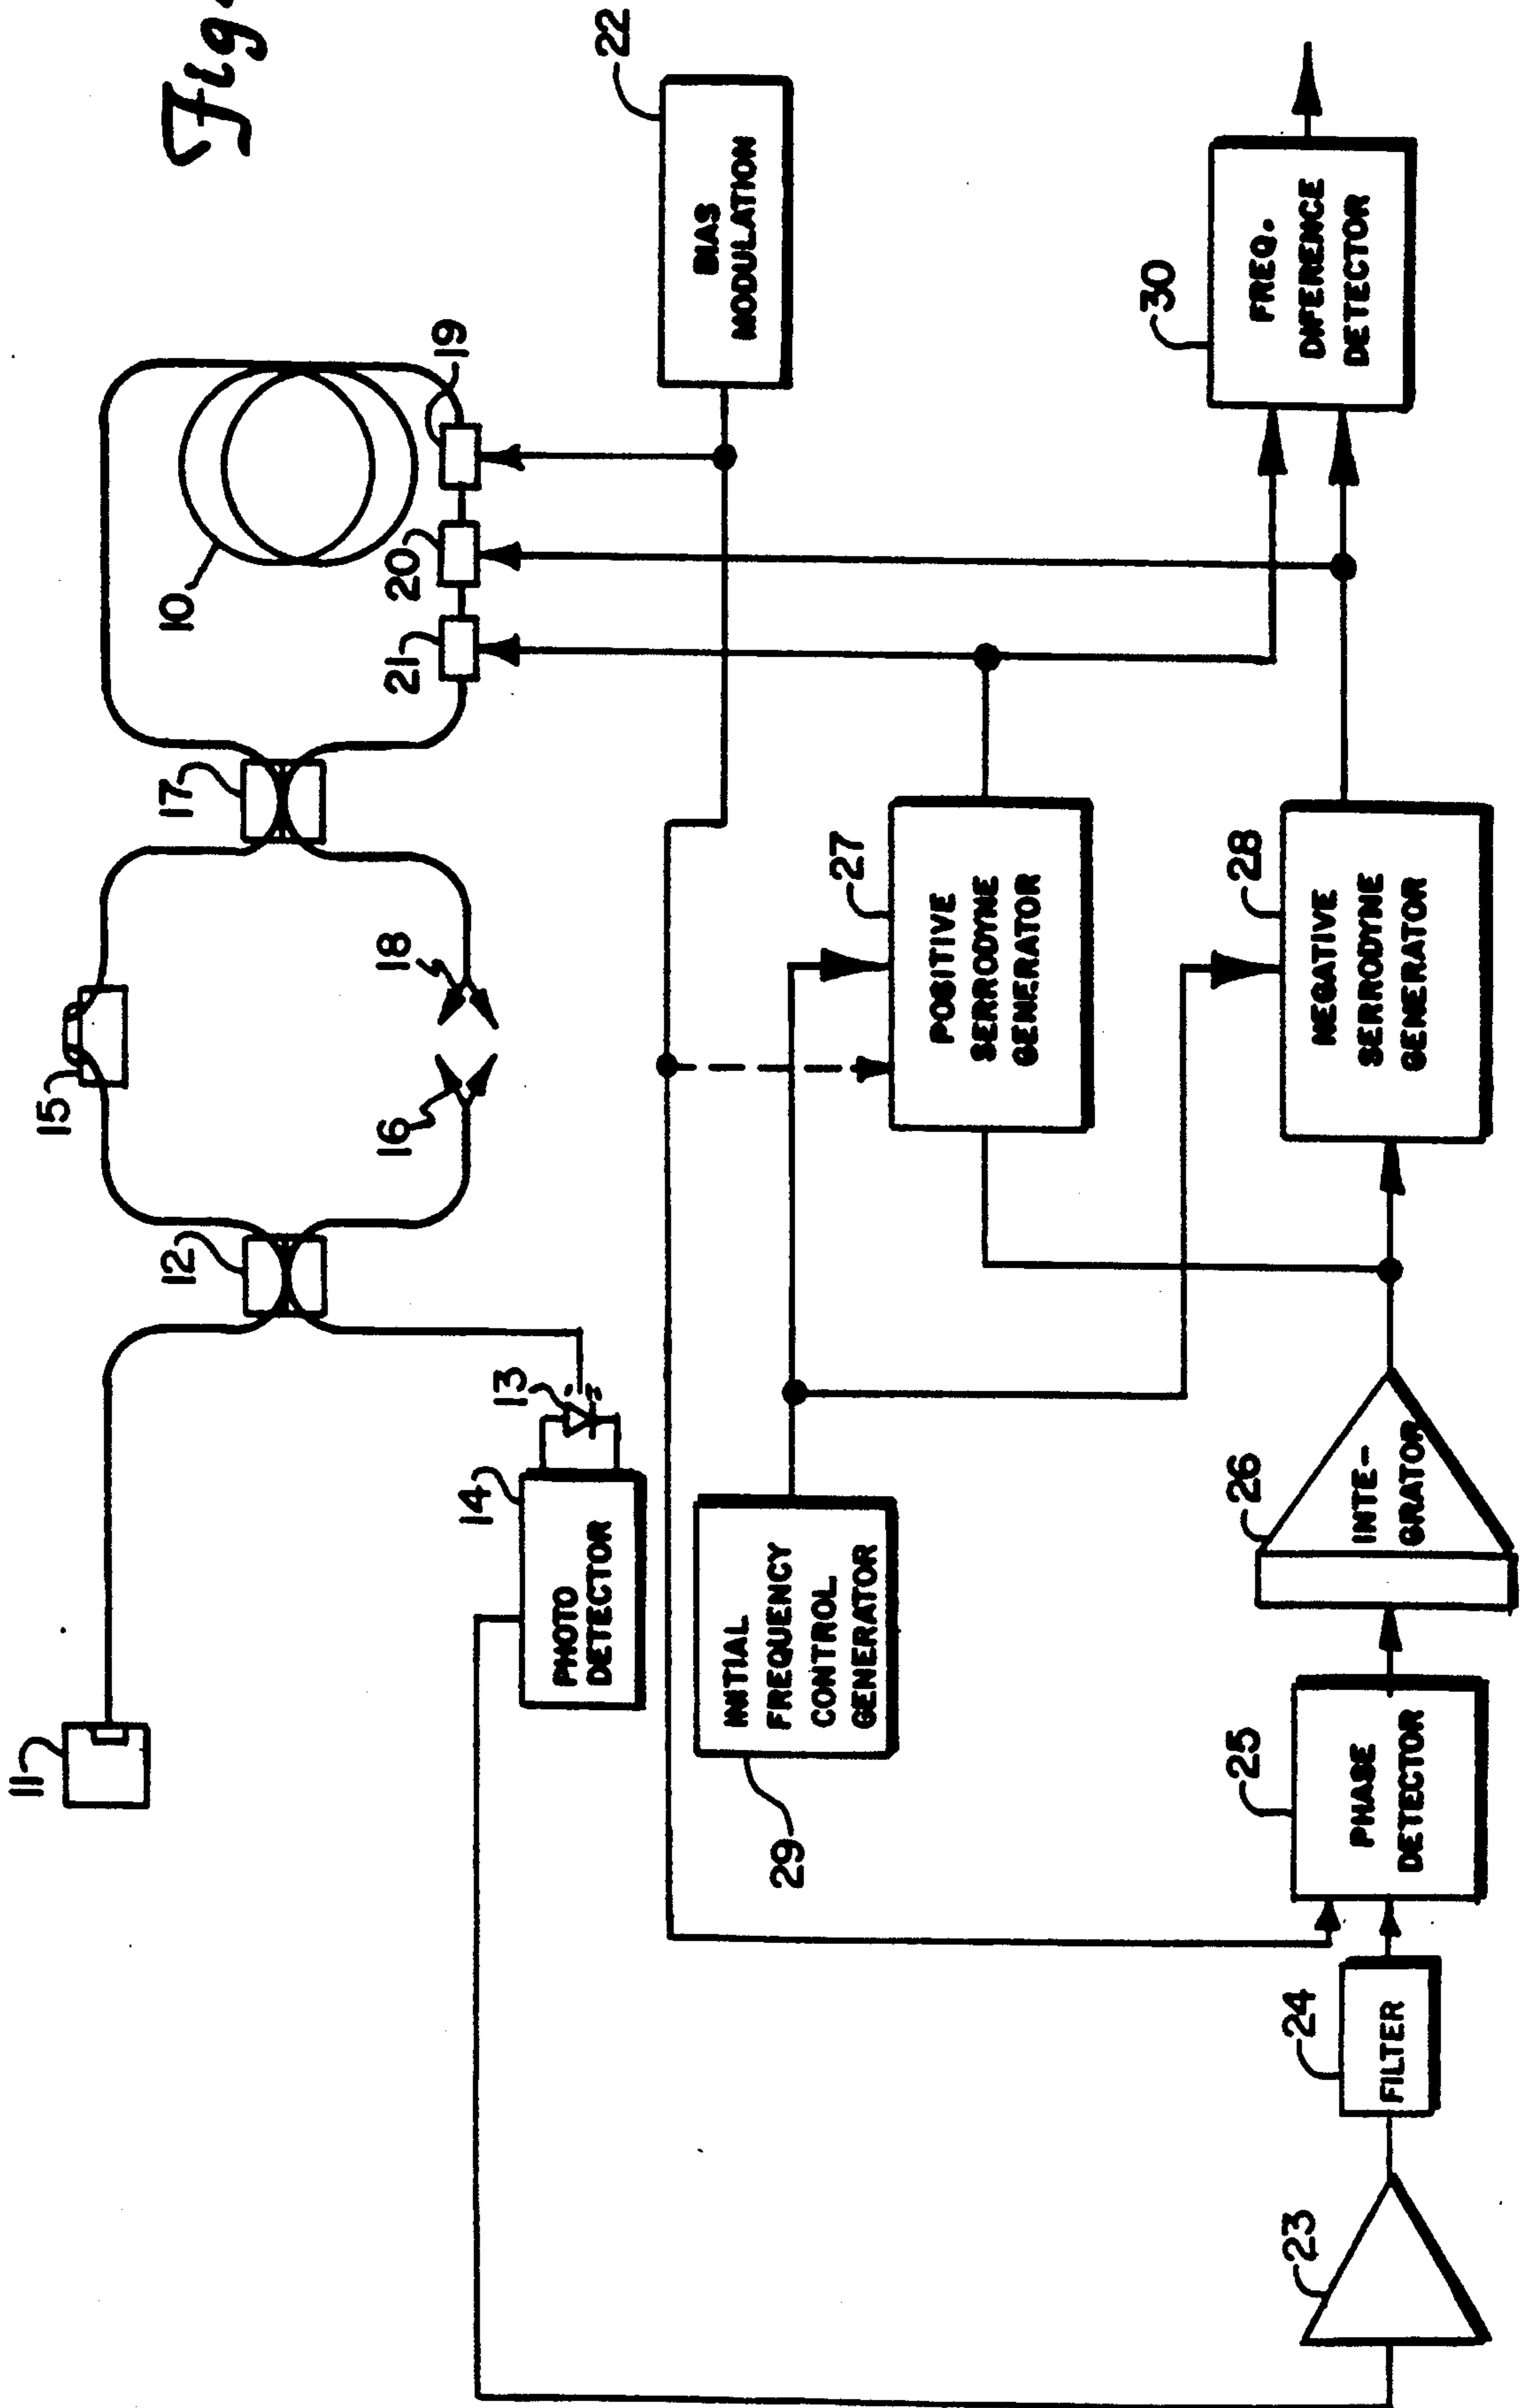 Fig.
11
12
15
17
10
16
18
21
20
19
13
14
PHOTO
DETECTOR
22
BIAS
MODULATION
29
INITIAL
FREQUENCY
CONTROL
GENERATOR
27
POSITIVE
SERRODYNE
GENERATOR
30
FREQ.
DIFERENCE
DETECTOR
23
24
FILTER
25
PHASE
DETECTOR
26
INTE-
GRATOR
28
NEGATIVE
SERRODYNE
GENERATOR